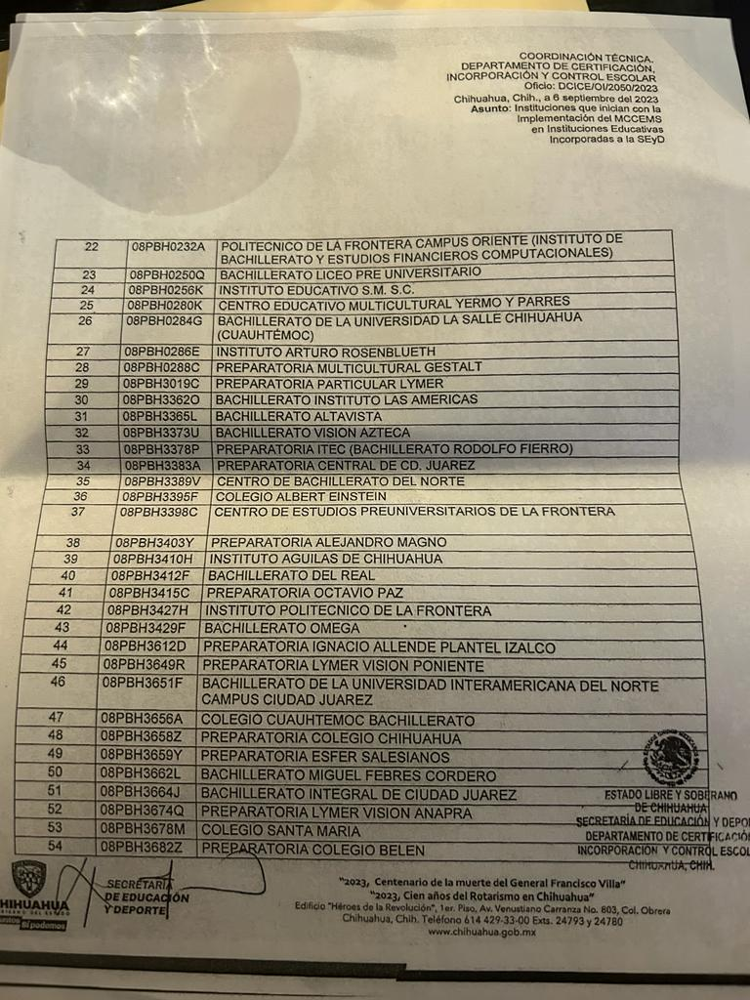 COORDINACIÓN TÉCNICA.
DEPARTAMENTO DE CERTIFICACIÓN,
INCORPORACIÓN Y CONTROL ESCOLAR
Oficio: DCICE/OI/2050/2023
Chihuahua, Chih., a 6 septiembre del 2023
Asunto: Instituciones que inician con la
Implementación del MCCEMS
en Instituciones Educativas
Incorporadas a la SEyD
22 08PBH0232A POLITECNICO DE LA FRONTERA CAMPUS ORIENTE (INSTITUTO DE
BACHILLERATO Y ESTUDIOS FINANCIEROS COMPUTACIONALES)
23 08PBH0250Q BACHILLERATO LICEO PRE UNIVERSITARIO
24 08PBH0256K INSTITUTO EDUCATIVO S.M. S.C.
25 08PBH0280K CENTRO EDUCATIVO MULTICULTURAL YERMO Y PARRES
26 08PBH0284G BACHILLERATO DE LA UNIVERSIDAD LA SALLE CHIHUAHUA
(CUAUHTÉMOC)
27 08PBH0286E INSTITUTO ARTURO ROSENBLUETH
28 08PBH0288C PREPARATORIA MULTICULTURAL GESTALT
29 08PBH3019C PREPARATORIA PARTICULAR LYMER
30 08PBH3362O BACHILLERATO INSTITUTO LAS AMERICAS
31 08PBH3365L BACHILLERATO ALTAVISTA
32 08PBH3373U BACHILLERATO VISION AZTECA
33 08PBH3378P PREPARATORIA ITEC (BACHILLERATO RODOLFO FIERRO)
34 08PBH3383A PREPARATORIA CENTRAL DE CD. JUAREZ
35 08PBH3389V CENTRO DE BACHILLERATO DEL NORTE
36 08PBH3395F COLEGIO ALBERT EINSTEIN
37 08PBH3398C CENTRO DE ESTUDIOS PREUNIVERSITARIOS DE LA FRONTERA
38 08PBH3403Y PREPARATORIA ALEJANDRO MAGNO
39 08PBH3410H INSTITUTO AGUILAS DE CHIHUAHUA
40 08PBH3412F BACHILLERATO DEL REAL
41 08PBH3415C PREPARATORIA OCTAVIO PAZ
42 08PBH3427H INSTITUTO POLITECNICO DE LA FRONTERA
43 08PBH3429F BACHILLERATO OMEGA
44 08PBH3612D PREPARATORIA IGNACIO ALLENDE PLANTEL IZALCO
45 08PBH3649R PREPARATORIA LYMER VISION PONIENTE
46 08PBH3651F BACHILLERATO DE LA UNIVERSIDAD INTERAMERICANA DEL NORTE
CAMPUS CIUDAD JUAREZ
47 08PBH3656A COLEGIO CUAUHTEMOC BACHILLERATO
48 08PBH3658Z PREPARATORIA COLEGIO CHIHUAHUA
49 08PBH3659Y PREPARATORIA ESFER SALESIANOS
50 08PBH3662L BACHILLERATO MIGUEL FEBRES CORDERO
51 08PBH3664J BACHILLERATO INTEGRAL DE CIUDAD JUAREZ
52 08PBH3674Q PREPARATORIA LYMER VISION ANAPRA
53 08PBH3678M COLEGIO SANTA MARIA
54 08PBH3682Z PREPARATORIA COLEGIO BELEN
ESTADO LIBRE Y SOBERANO
DE CHIHUAHUA
SECRETARÍA DE EDUCACIÓN Y DEPO
DEPARTAMENTO DE CERTIFICACIÓN
INCORPORACION Y CONTROL ESCOL
CHIHUAHUA, CHIH.
HIHUAHUA
Sí podemos
SECRETARÍA
DE EDUCACIÓN
Y DEPORTE
"2023, Centenario de la muerte del General Francisco Villa"
"2023, Cien años del Rotarismo en Chihuahua"
Edificio "Héroes de la Revolución", 1er. Piso, Av. Venustiano Carranza No. 803, Col. Obrera
Chihuahua, Chih. Teléfono 614 429-33-00 Exts. 24793 y 24780
www.chihuahua.gob.mx